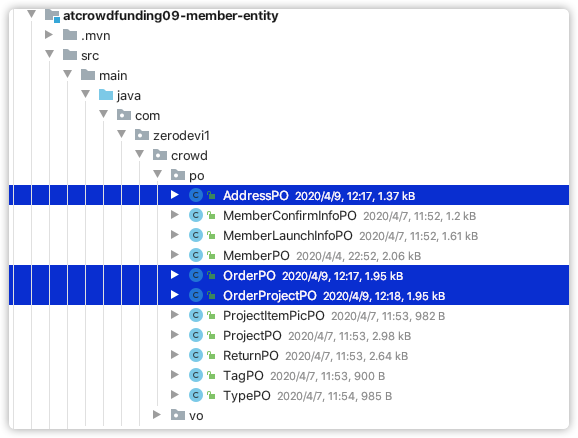 atcrowdfunding09-member-entity
.mvn
src
main
java
com
zerodevi1
crowd
po
C AddressPO 2020/4/9, 12:17, 1.37 kB
C MemberConfirmInfoPO 2020/4/7, 11:52, 1.2 kB
C MemberLaunchInfoPO 2020/4/7, 11:52, 1.61 kB
C MemberPO 2020/4/4, 22:52, 2.06 kB
C OrderPO 2020/4/9, 12:17, 1.95 kB
C OrderProjectPO 2020/4/9, 12:18, 1.95 kB
C ProjectItemPicPO 2020/4/7, 11:53, 982 B
C ProjectPO 2020/4/7, 11:53, 2.98 kB
C ReturnPO 2020/4/7, 11:53, 2.64 kB
C TagPO 2020/4/7, 11:53, 900 B
C TypePO 2020/4/7, 11:54, 985 B
vo